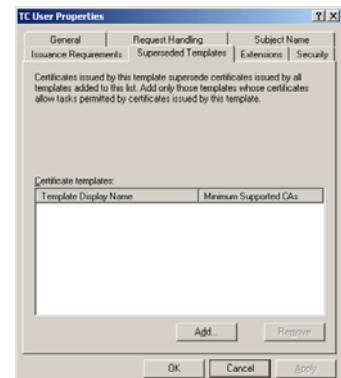 TC User Properties
General Request Handling Subject Name
Issuance Requirements Superseded Templates Extensions Security
Certificates issued by this template supersede certificates issued by all
templates added to this list. Add only those templates whose certificates
allow tasks permitted by certificates issued by this template.
Certificate templates:
Template Display Name Minimum Supported CAs
Add... Remove
OK Cancel Apply